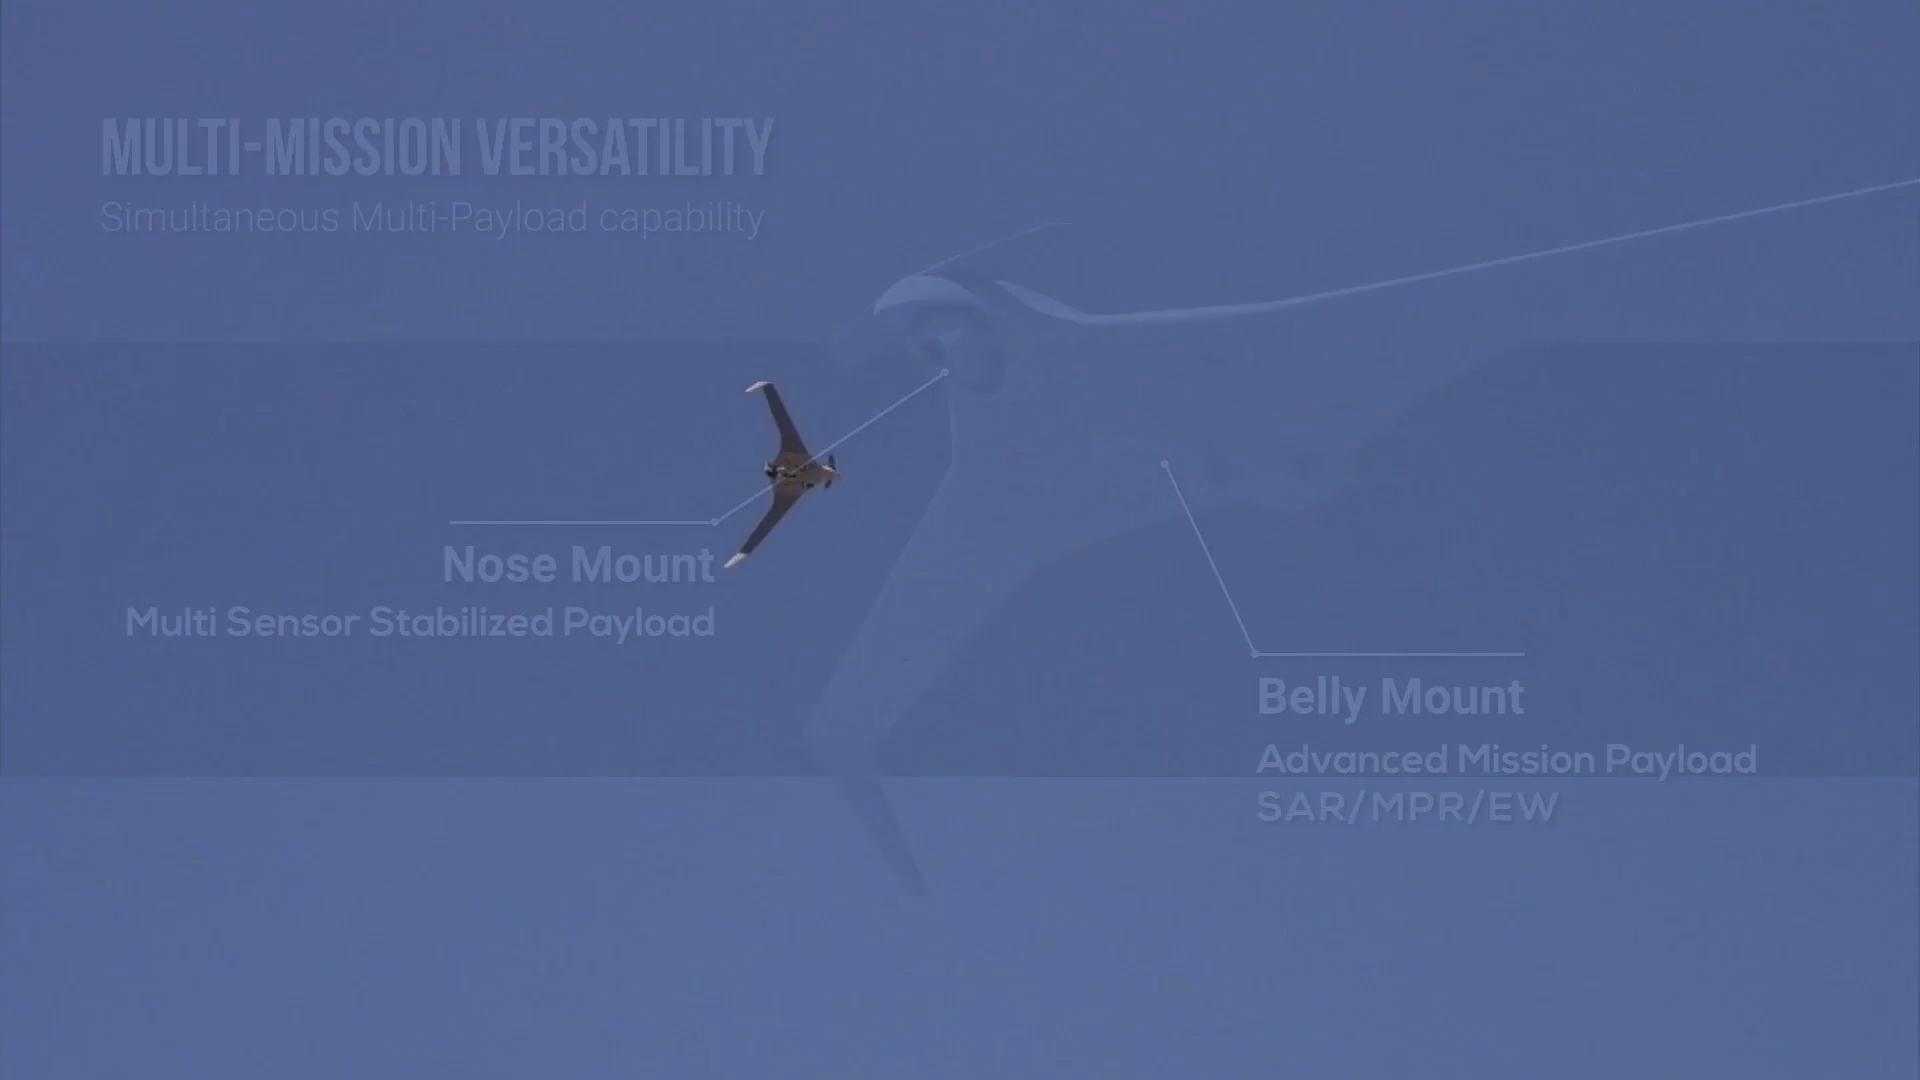 MULTI-MISSION VERSATILITY
Simultaneous Multi-Payload capability
Nose Mount
Multi Sensor Stabilized Payload
Belly Mount
Advanced Mission Payload
SAR/MPR/EW